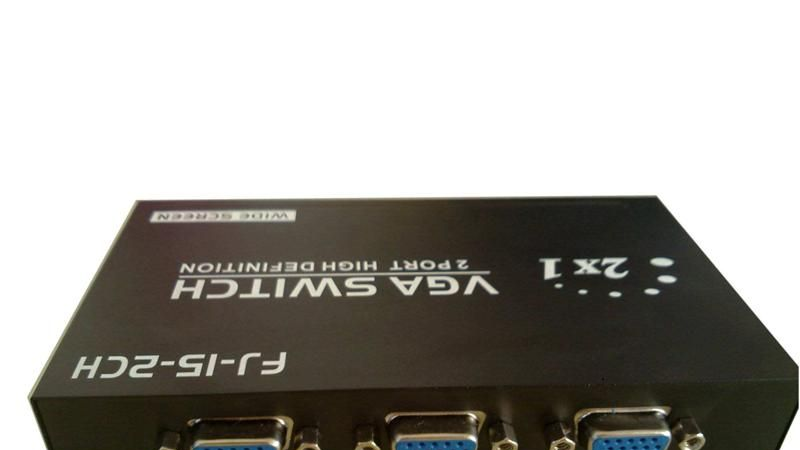 FJ-15-2CH
VGA SWITCH
2 PORT HIGH DEFINITION
2x1
WIDE SCREEN